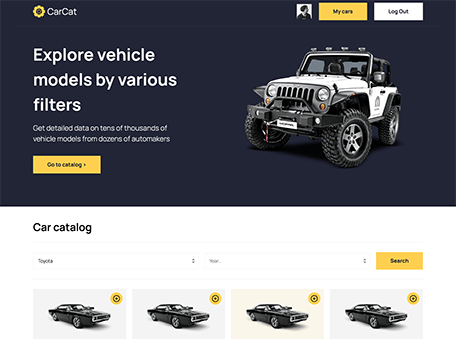 CarCat
My cars
Log Out
Explore vehicle
models by various
filters
Get detailed data on tens of thousands of
vehicle models from dozens of automakers
Go to catalog ›
Car catalog
Toyota
Year...
Search